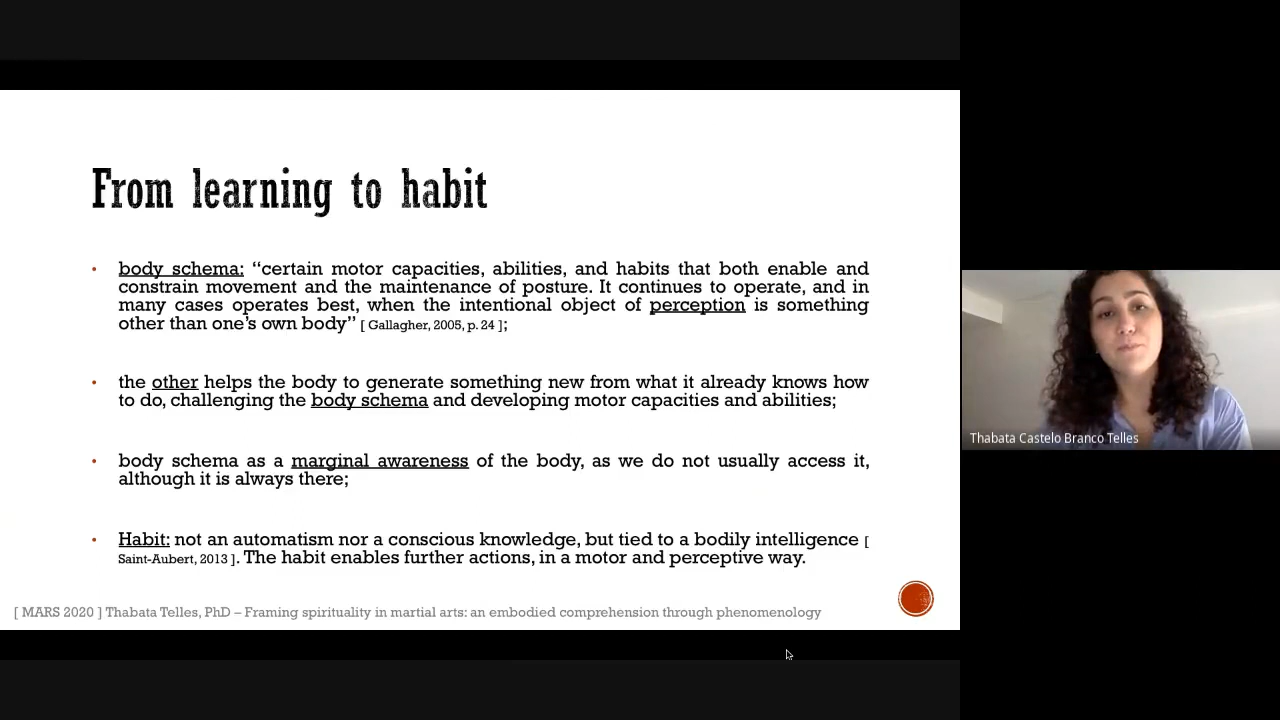 From learning to habit
• body schema: “certain motor capacities, abilities, and habits that both enable and
constrain movement and the maintenance of posture. It continues to operate, and in
many cases operates best, when the intentional object of perception is something
other than one’s own body” [ Gallagher, 2005, p. 24 ];
• the other helps the body to generate something new from what it already knows how
to do, challenging the body schema and developing motor capacities and abilities;
• body schema as a marginal awareness of the body, as we do not usually access it,
although it is always there;
• Habit: not an automatism nor a conscious knowledge, but tied to a bodily intelligence [
Saint-Aubert, 2013 ]. The habit enables further actions, in a motor and perceptive way.
[ MARS 2020 ] Thabata Telles, PhD – Framing spirituality in martial arts: an embodied comprehension through phenomenology
Thabata Castelo Branco Telles